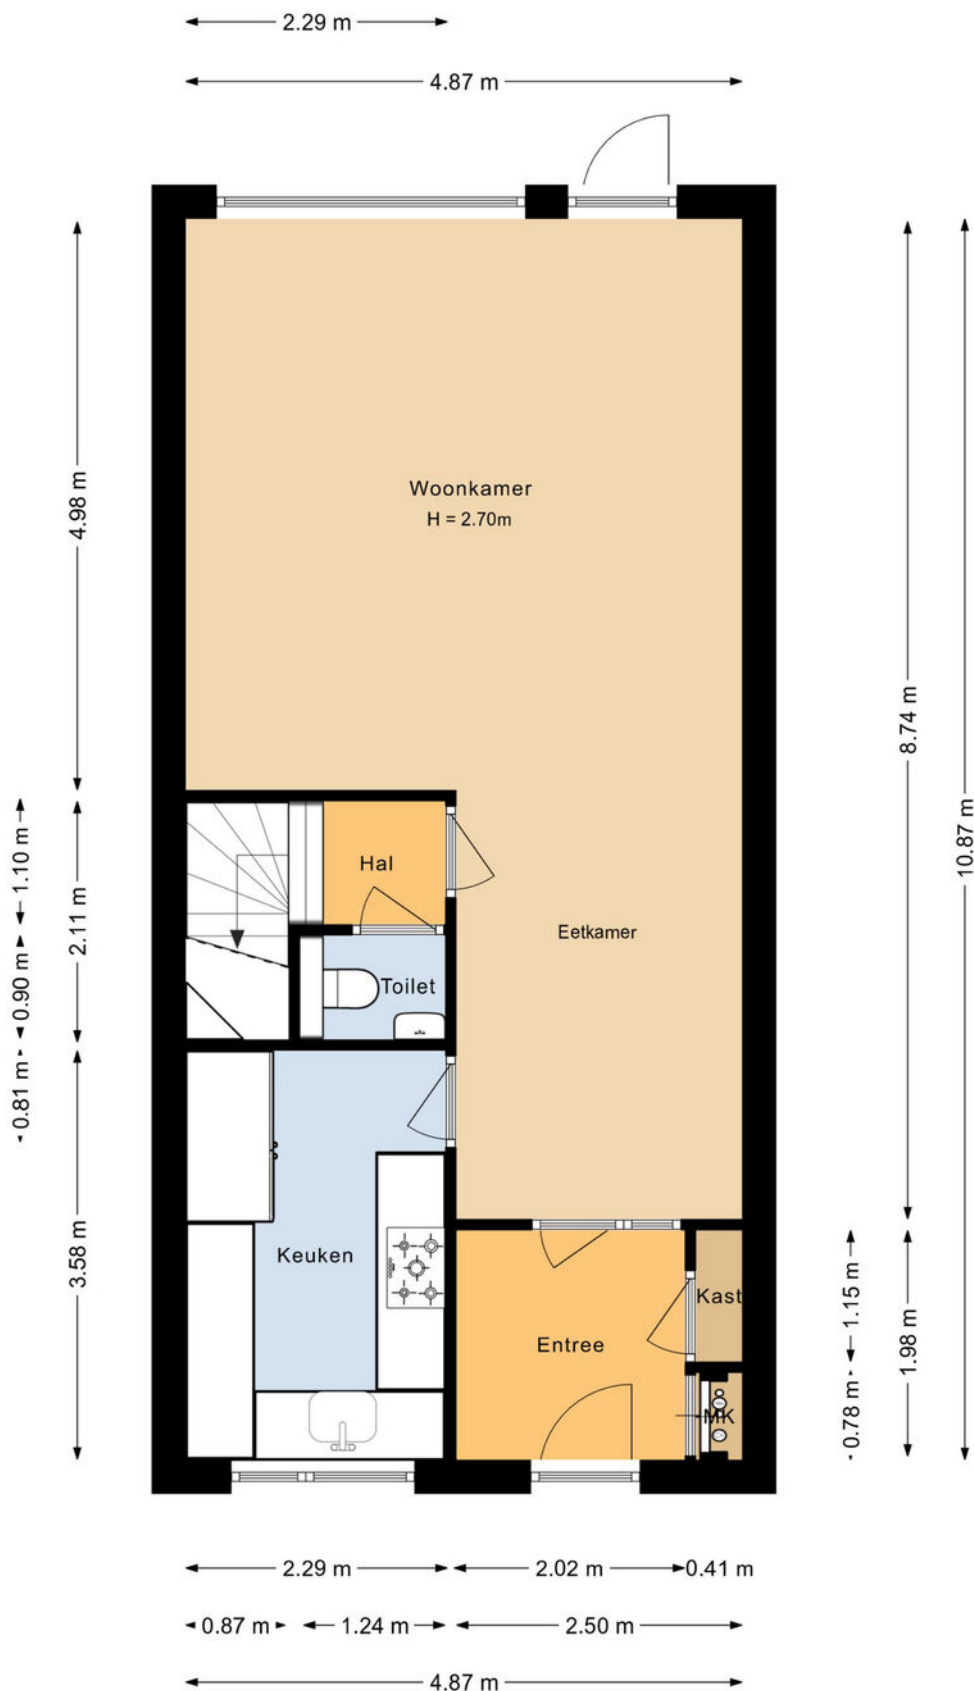 2.29 m
4.87 m
4.98 m
Woonkamer
H = 2.70m
8.74 m
10.87 m
1.10 m
2.11 m
Hal
0.90 m
Eetkamer
Toilet
0.81 m
3.58 m
Keuken
Entree
Kast
1.15 m
1.98 m
MK
0.78 m
2.29 m
2.02 m
0.41 m
0.87 m
1.24 m
2.50 m
4.87 m